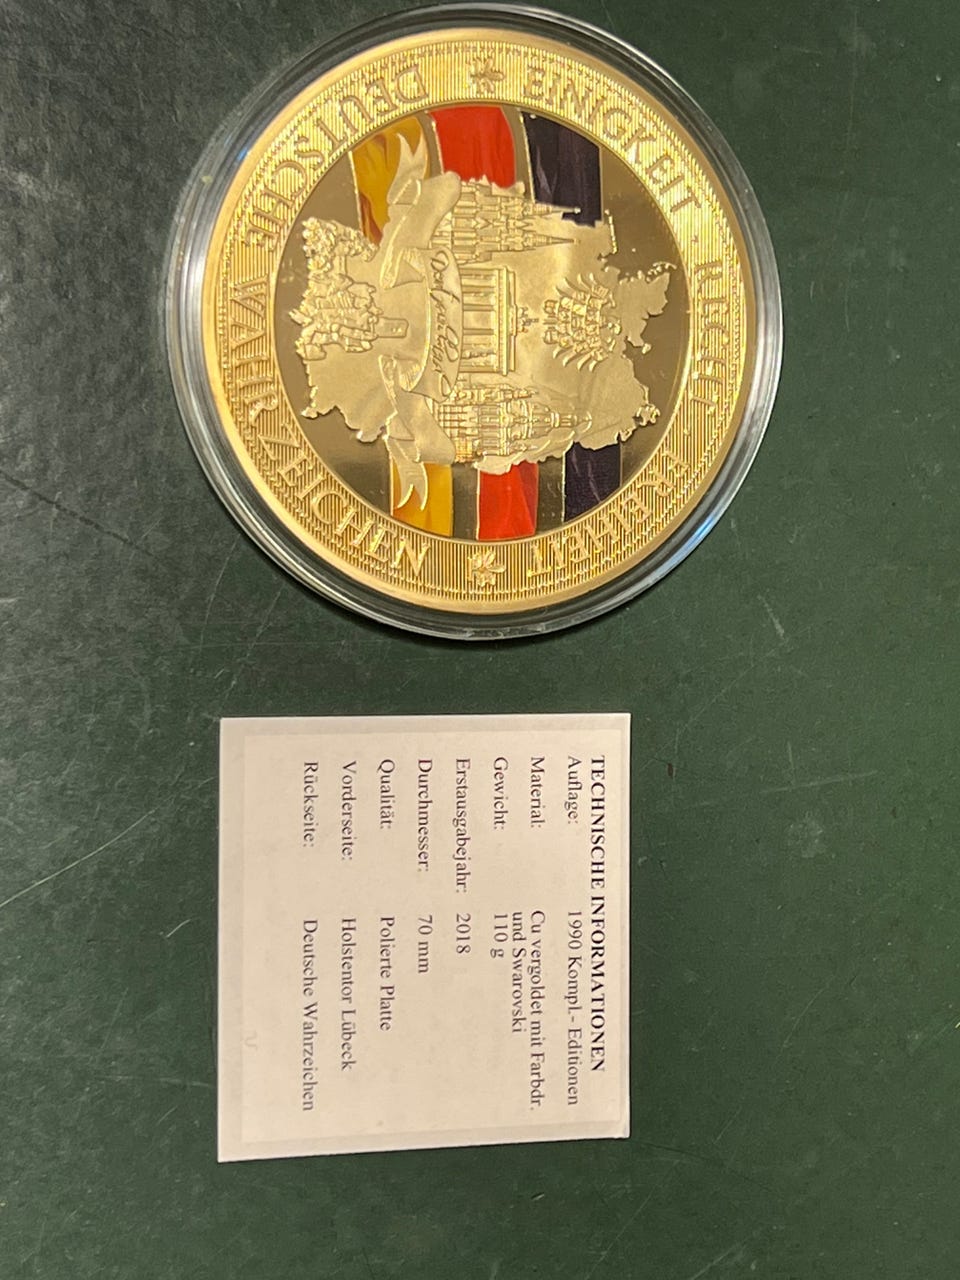 EINIGKEIT · RECHT · FREIHEIT
DEUTSCHE WAHRZEICHEN
Deutschland
TECHNISCHE INFORMATIONEN
Auflage: 1990 Kompl.- Editionen
Material: Cu vergoldet mit Farbdr.
und Swarovski
Gewicht: 110 g
Erstausgabejahr: 2018
Durchmesser: 70 mm
Qualität: Polierte Platte
Vorderseite: Holstentor Lübeck
Rückseite: Deutsche Wahrzeichen